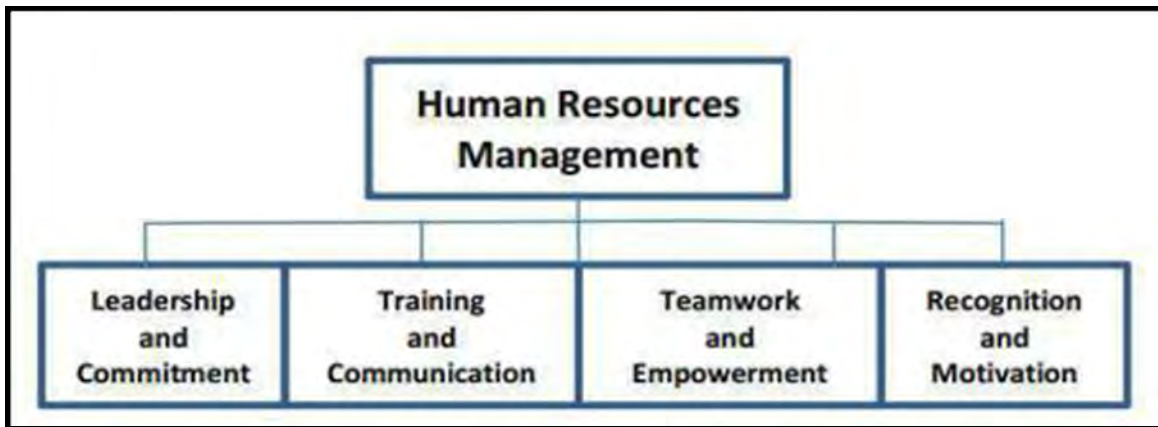 Human Resources
Management
Leadership
and
Commitment
Training
and
Communication
Teamwork
and
Empowerment
Recognition
and
Motivation